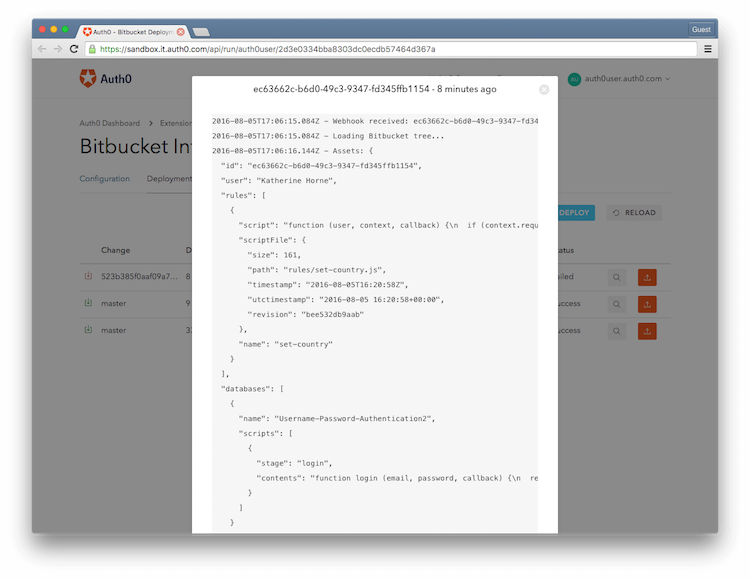 Auth0 - Bitbucket Deploym
Guest
https://sandbox.it.auth0.com/api/run/auth0user/2d3e0334bba8303dc0ecdb57464d367a
Auth0
auth0user.auth0.com
ec63662c-b6d0-49c3-9347-fd345ffb1154 - 8 minutes ago
Auth0 Dashboard > Extension
Bitbucket In
Configuration Deployment
DEPLOY RELOAD
Change D atus
523b385f0aaf09a7... 8 ailed
master 9 uccess
master 33 uccess
2016-08-05T17:06:15.084Z - Webhook received: ec63662c-b6d0-49c3-9347-fd34
2016-08-05T17:06:15.084Z - Loading Bitbucket tree...
2016-08-05T17:06:16.144Z - Assets: {
"id": "ec63662c-b6d0-49c3-9347-fd345ffb1154",
"user": "Katherine Horne",
"rules": [
{
"script": "function (user, context, callback) {\n  if (context.requ
"scriptFile": {
"size": 161,
"path": "rules/set-country.js",
"timestamp": "2016-08-05T16:20:58Z",
"utctimestamp": "2016-08-05 16:20:58+00:00",
"revision": "bee532db9aab"
},
"name": "set-country"
}
],
"databases": [
{
"name": "Username-Password-Authentication2",
"scripts": [
{
"stage": "login",
"contents": "function login (email, password, callback) {\n  re
}
]
}